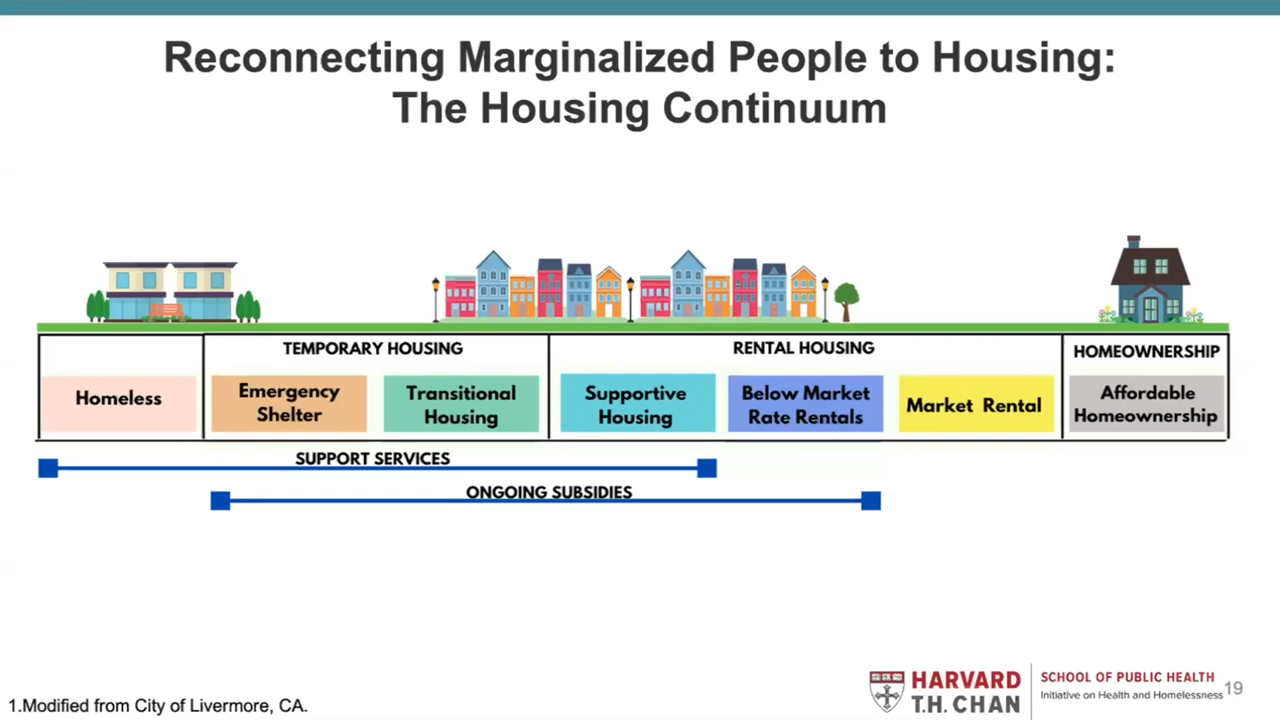 Reconnecting Marginalized People to Housing:
The Housing Continuum
TEMPORARY HOUSING
RENTAL HOUSING
HOMEOWNERSHIP
Homeless
Emergency
Shelter
Transitional
Housing
Supportive
Housing
Below Market
Rate Rentals
Market Rental
Affordable
Homeownership
SUPPORT SERVICES
ONGOING SUBSIDIES
1.Modified from City of Livermore, CA.
HARVARD
T.H. CHAN
SCHOOL OF PUBLIC HEALTH
Initiative on Health and Homelessness
19